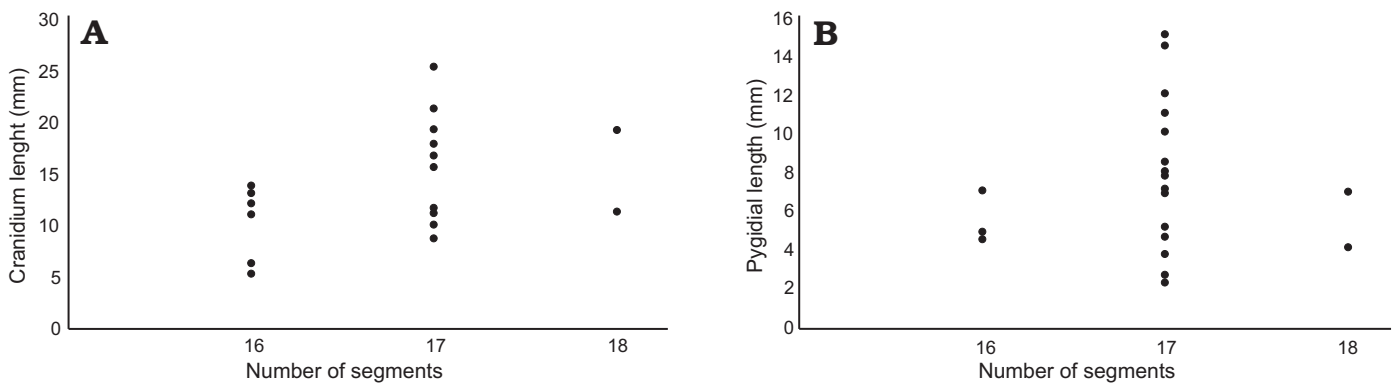 A
30
25
20
15
10
5
0
Cranidium lenght (mm)
16 17 18
Number of segments
B
16
14
12
10
8
6
4
2
0
Pygidial length (mm)
16 17 18
Number of segments